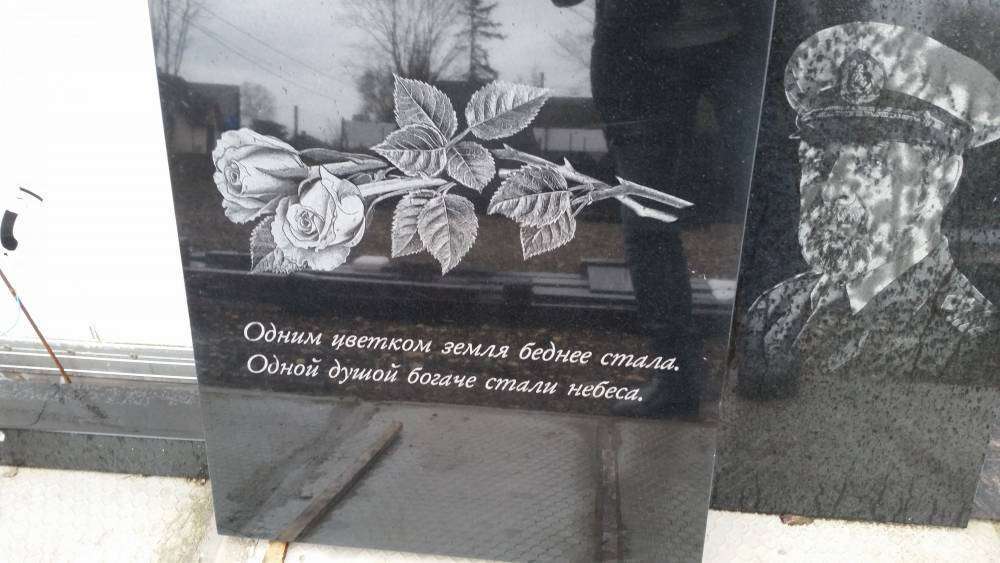 Одним цветком земля беднее стала.
Одной душой богаче стали небеса.